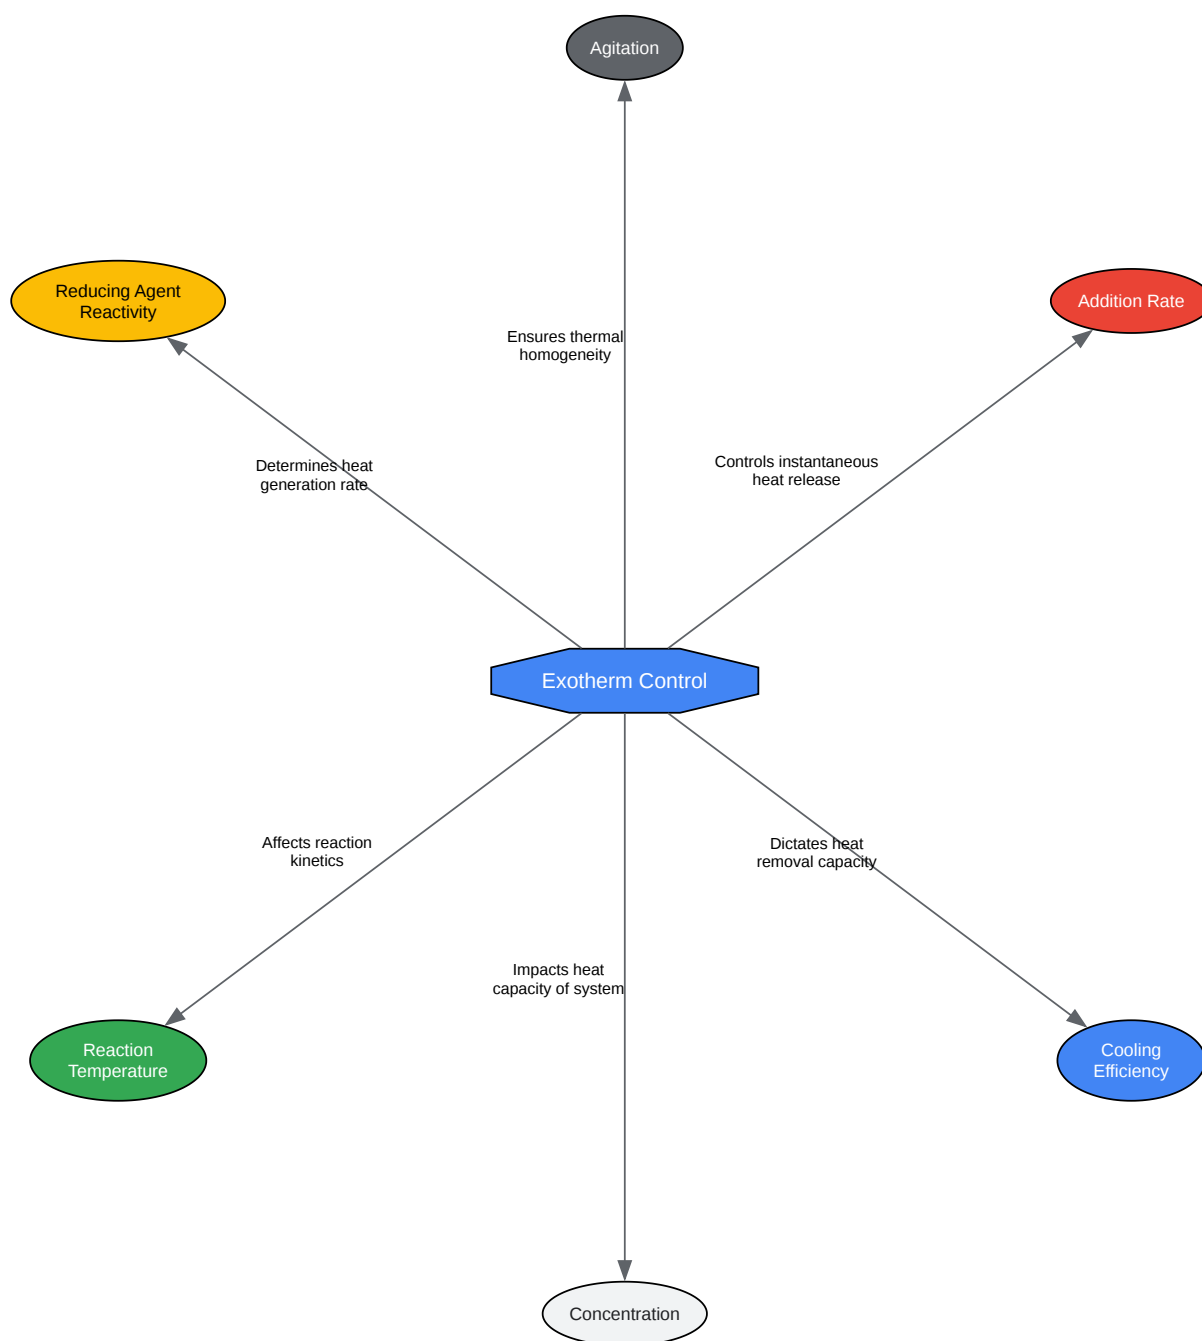 Agitation
Reducing Agent
Reactivity
Addition Rate
Ensures thermal
homogeneity
Determines heat
generation rate
Controls instantaneous
heat release
Exotherm Control
Affects reaction
kinetics
Dictates heat
removal capacity
Impacts heat
capacity of system
Reaction
Temperature
Cooling
Efficiency
Concentration